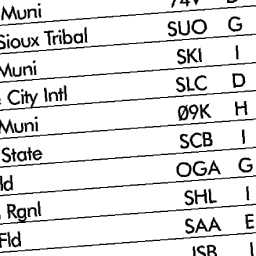 Muni 74V D
Sioux Tribal SUO G
Muni SKI I
City Intl SLC D
Muni Ø9K H
State SCB I
ld OGA G
Rgnl SHL I
Fld SAA E